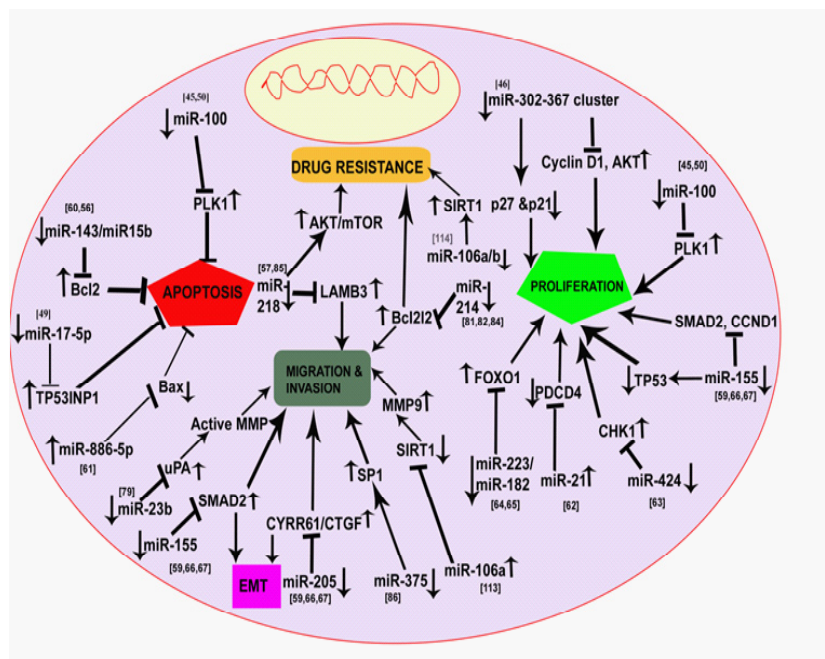 [46]
↓miR-302-367 cluster
[45,50]
↓miR-100
DRUG RESISTANCE
Cyclin D1, AKT↑
[45,50]
↓miR-100
PLK1↑
↑SIRT1
p27 &p21↓
[60,56]
↓miR-143/miR15b
↑AKT/mTOR
[114]
miR-106a/b↓
PLK1↑
↑Bcl2
APOPTOSIS
[57,85]
miR-
218↓
LAMB3↑
miR-
214↓
[81,82,84]
PROLIFERATION
[49]
↓miR-17-5p
↑Bcl2l2
SMAD2, CCND1
↑TP53INP1
Bax↓
MIGRATION &
INVASION
↑FOXO1
↓PDCD4
↓TP53
miR-155↓
[59,66,67]
MMP9↑
Active MMP
CHK1↑
↑miR-886-5p
[61]
uPA↑
SIRT1↓
↑SP1
miR-223/
↓miR-182
[64,65]
miR-21↑
[62]
miR-424↓
[63]
[79]
↓miR-23b
SMAD2↑
CYRR61/CTGF↑
↓miR-155
[59,66,67]
EMT
miR-205↓
[59,66,67]
miR-375↓
[86]
miR-106a↑
[113]